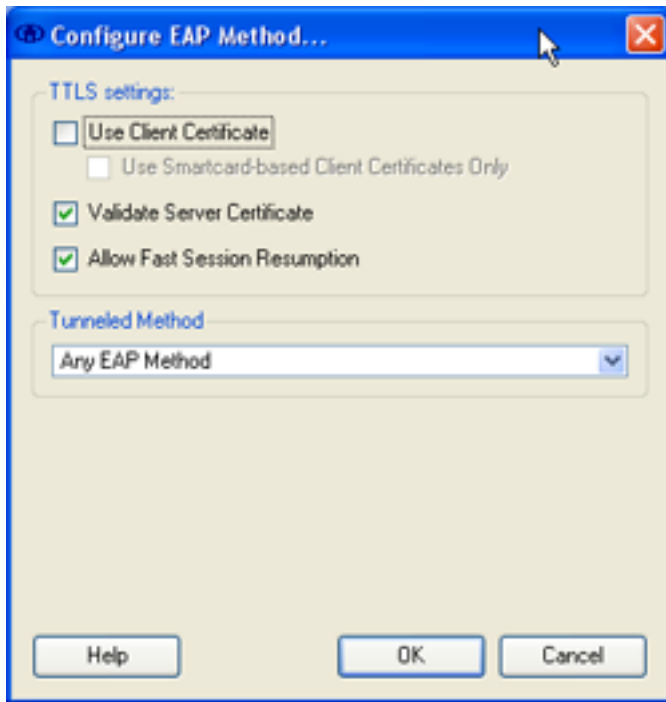 Configure EAP Method...
TTLS settings:
Use Client Certificate
Use Smartcard-based Client Certificates Only
Validate Server Certificate
Allow Fast Session Resumption
Tunneled Method
Any EAP Method
Help
OK
Cancel